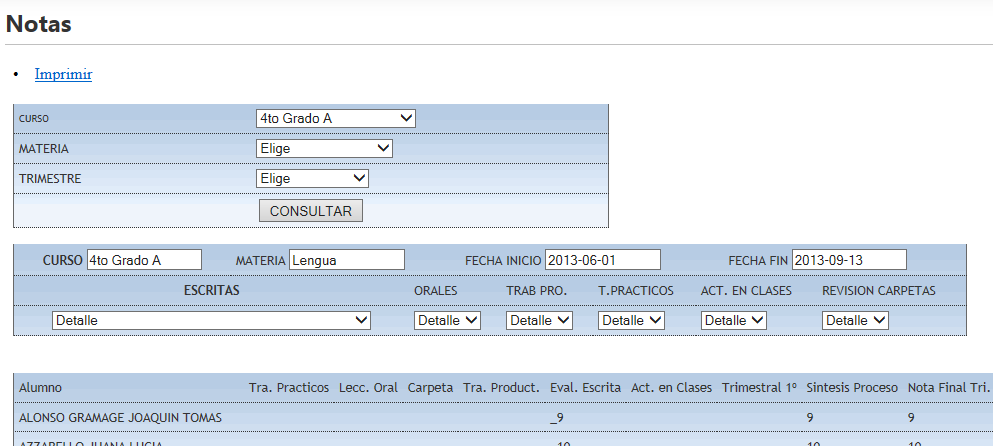 Notas
• Imprimir
CURSO 4to Grado A
MATERIA Elige
TRIMESTRE Elige
CONSULTAR
CURSO 4to Grado A MATERIA Lengua FECHA INICIO 2013-06-01 FECHA FIN 2013-09-13
ESCRITAS ORALES TRAB PRO. T.PRACTICOS ACT. EN CLASES REVISION CARPETAS
Detalle Detalle Detalle Detalle Detalle Detalle
Alumno Tra. Practicos Lecc. Oral Carpeta Tra. Product. Eval. Escrita Act. en Clases Trimestral 1º Sintesis Proceso Nota Final Tri.
ALONSO GRAMAGE JOAQUIN TOMAS _9 9 9
AZZARELLO JUANA LUCIA _10 10 10